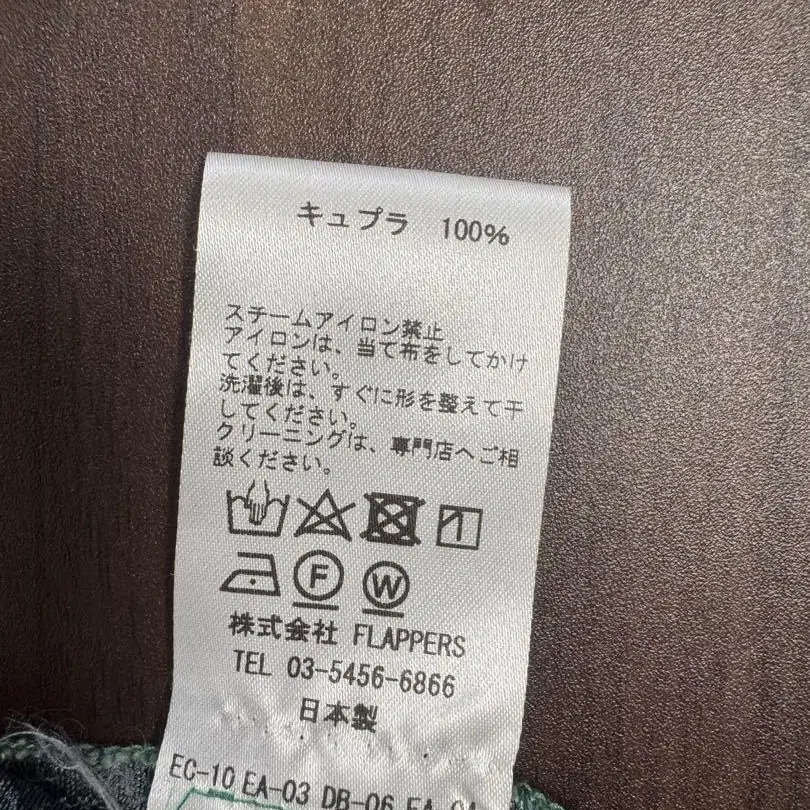 キュプラ 100%
スチームアイロン禁止
アイロンは、当て布をしてかけ
てください。
洗濯後は、すぐに形を整えて干
してください。
クリーニングは、専門店へご相
談ください。
F W
株式会社 FLAPPERS
TEL 03-5456-6866
日本製
EC-10 EA-03 DB-06 EA